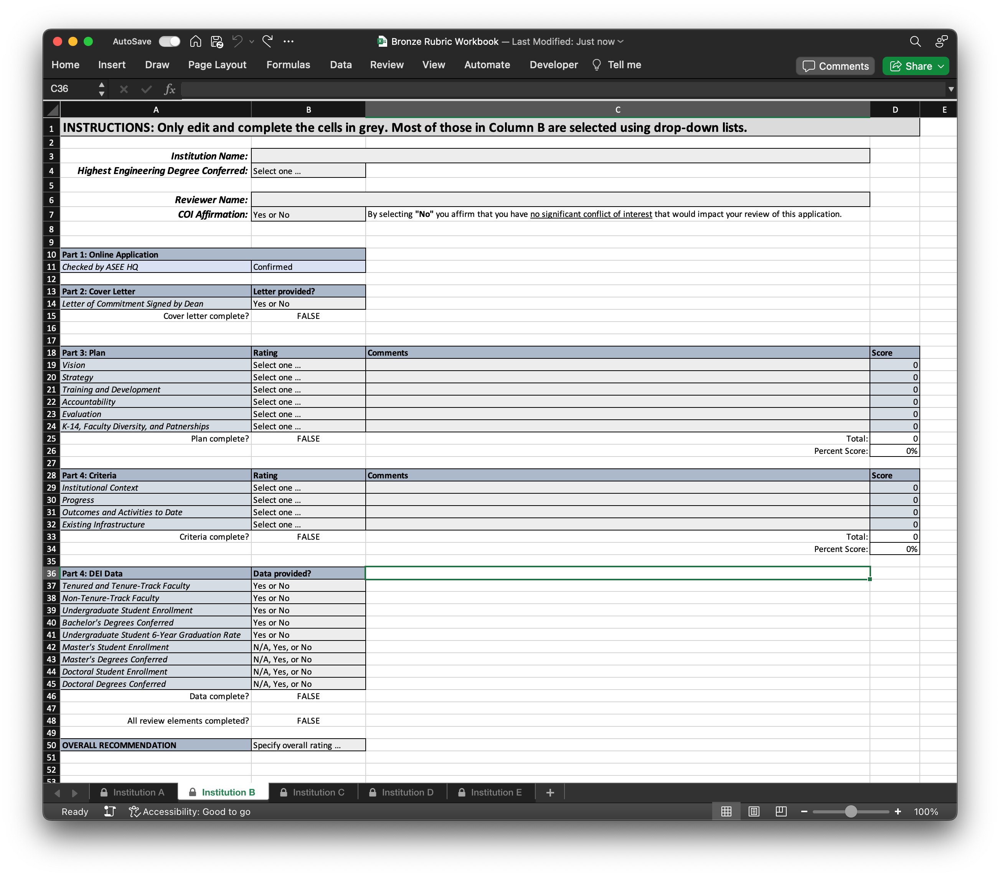 AutoSave
Bronze Rubric Workbook — Last Modified: Just now
Home Insert Draw Page Layout Formulas Data Review View Automate Developer Tell me Comments Share
C36 fx
A B C D E
1 INSTRUCTIONS: Only edit and complete the cells in grey. Most of those in Column B are selected using drop-down lists.
2
3 Institution Name:
4 Highest Engineering Degree Conferred: Select one ...
5
6 Reviewer Name:
7 COI Affirmation: Yes or No By selecting "No" you affirm that you have no significant conflict of interest that would impact your review of this application.
8
9
10 Part 1: Online Application
11 Checked by ASEE HQ Confirmed
12
13 Part 2: Cover Letter Letter provided?
14 Letter of Commitment Signed by Dean Yes or No
15 Cover letter complete? FALSE
16
17
18 Part 3: Plan Rating Comments Score
19 Vision Select one ... 0
20 Strategy Select one ... 0
21 Training and Development Select one ... 0
22 Accountability Select one ... 0
23 Evaluation Select one ... 0
24 K-14, Faculty Diversity, and Patnerships Select one ... 0
25 Plan complete? FALSE Total: 0
26 Percent Score: 0%
27
28 Part 4: Criteria Rating Comments Score
29 Institutional Context Select one ... 0
30 Progress Select one ... 0
31 Outcomes and Activities to Date Select one ... 0
32 Existing Infrastructure Select one ... 0
33 Criteria complete? FALSE Total: 0
34 Percent Score: 0%
35
36 Part 4: DEI Data Data provided?
37 Tenured and Tenure-Track Faculty Yes or No
38 Non-Tenure-Track Faculty Yes or No
39 Undergraduate Student Enrollment Yes or No
40 Bachelor's Degrees Conferred Yes or No
41 Undergraduate Student 6-Year Graduation Rate Yes or No
42 Master's Student Enrollment N/A, Yes, or No
43 Master's Degrees Conferred N/A, Yes, or No
44 Doctoral Student Enrollment N/A, Yes, or No
45 Doctoral Degrees Conferred N/A, Yes, or No
46 Data complete? FALSE
47
48 All review elements completed? FALSE
49
50 OVERALL RECOMMENDATION Specify overall rating ...
51
52
53
Institution A Institution B Institution C Institution D Institution E +
Ready Accessibility: Good to go 100%